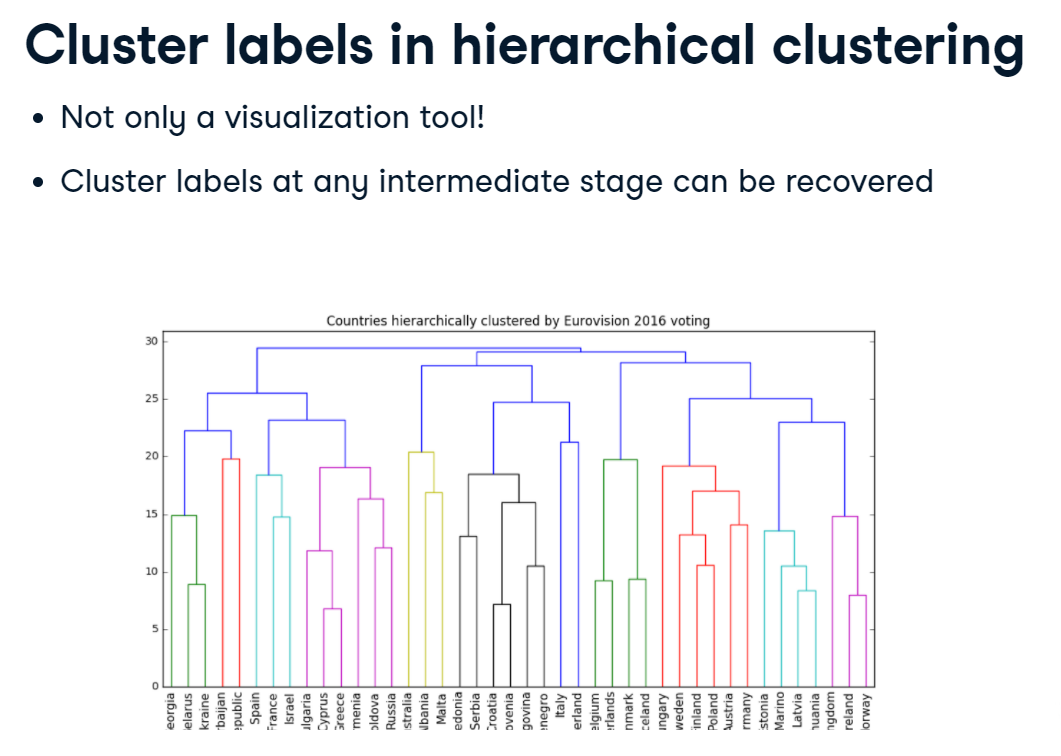 Cluster labels in hierarchical clustering
• Not only a visualization tool!
• Cluster labels at any intermediate stage can be recovered
Countries hierarchically clustered by Eurovision 2016 voting
30
25
20
15
10
5
0
eorgia
elarus
kraine
rbaijan
epublic
Spain
France
Israel
ulgaria
Cyprus
Greece
rmenia
oldova
Russia
stralia
lbania
Malta
edonia
Serbia
Croatia
ovenia
govina
enegro
Italy
erland
elgium
erlands
nmark
celand
ungary
weden
inland
Poland
Austria
rmany
stonia
Marino
Latvia
huania
ngdom
reland
orway